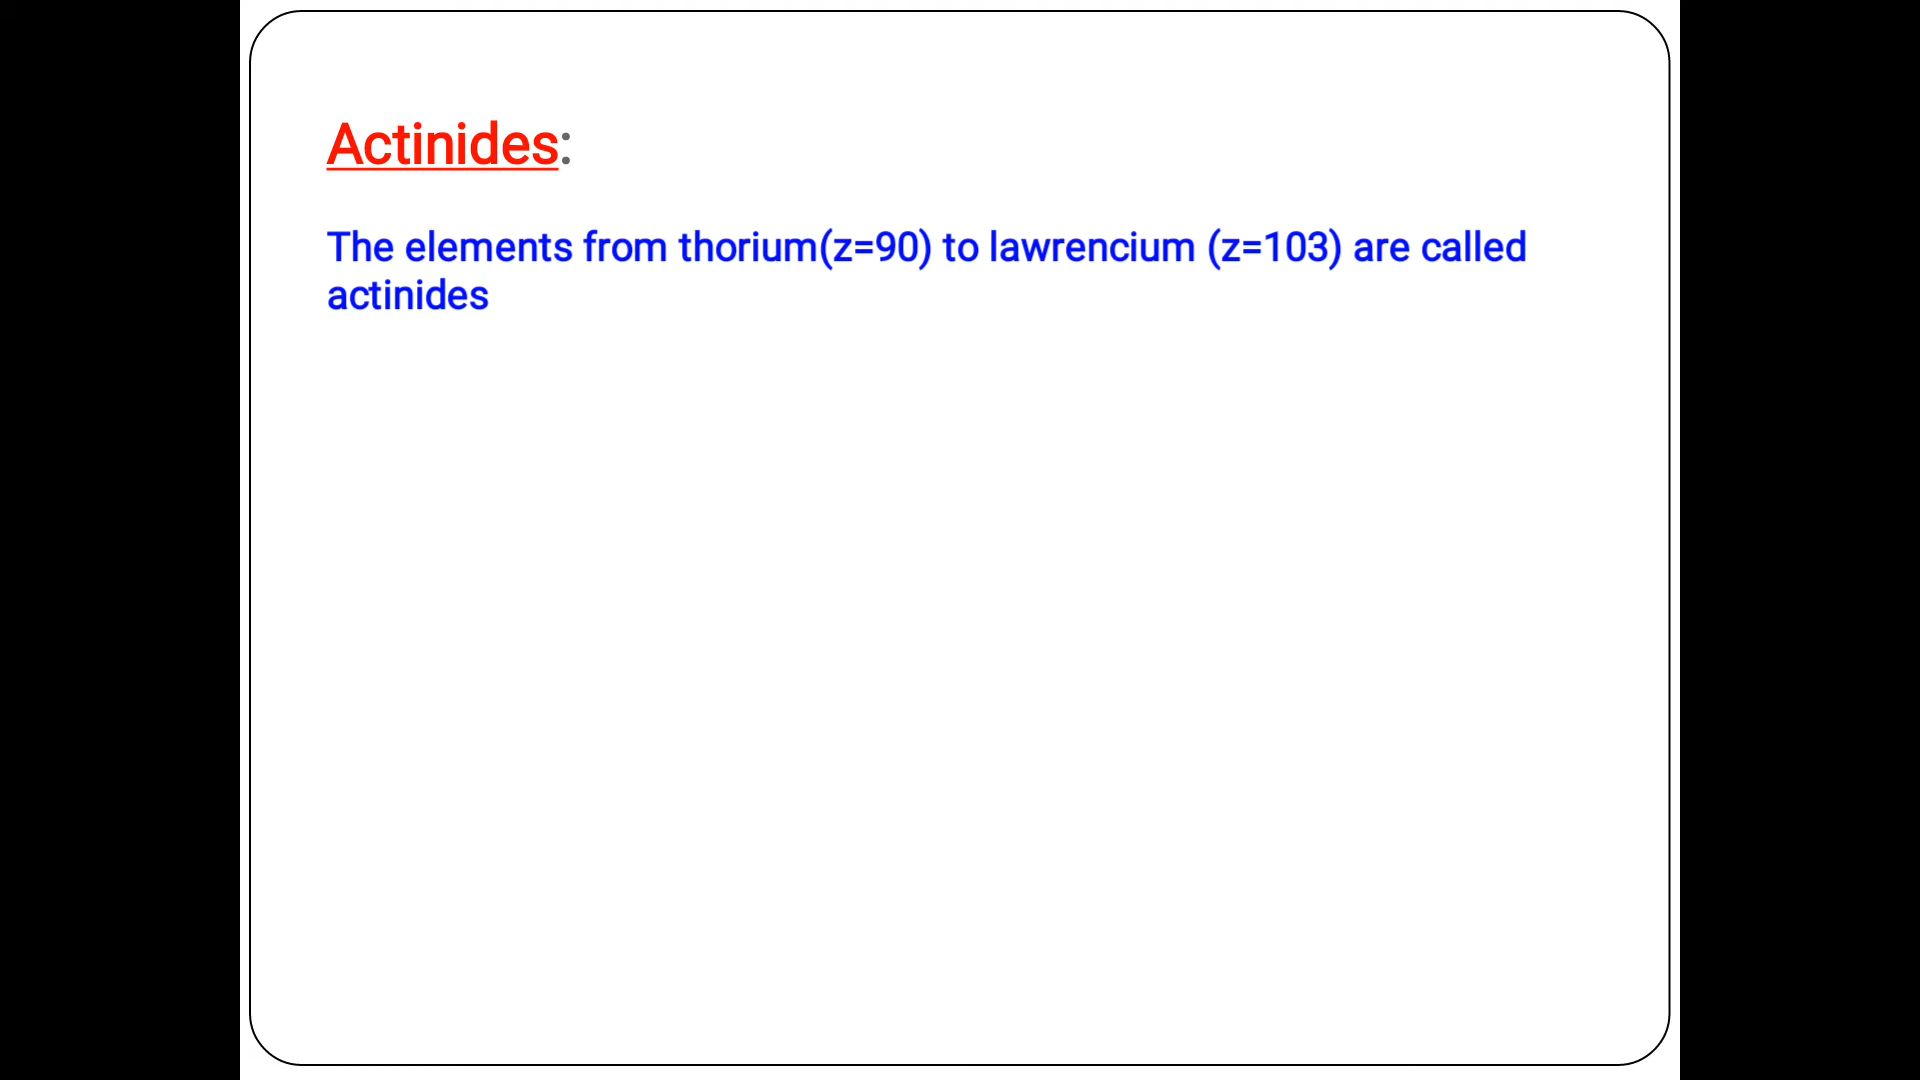 Actinides:
The elements from thorium(z=90) to lawrencium (z=103) are called
actinides